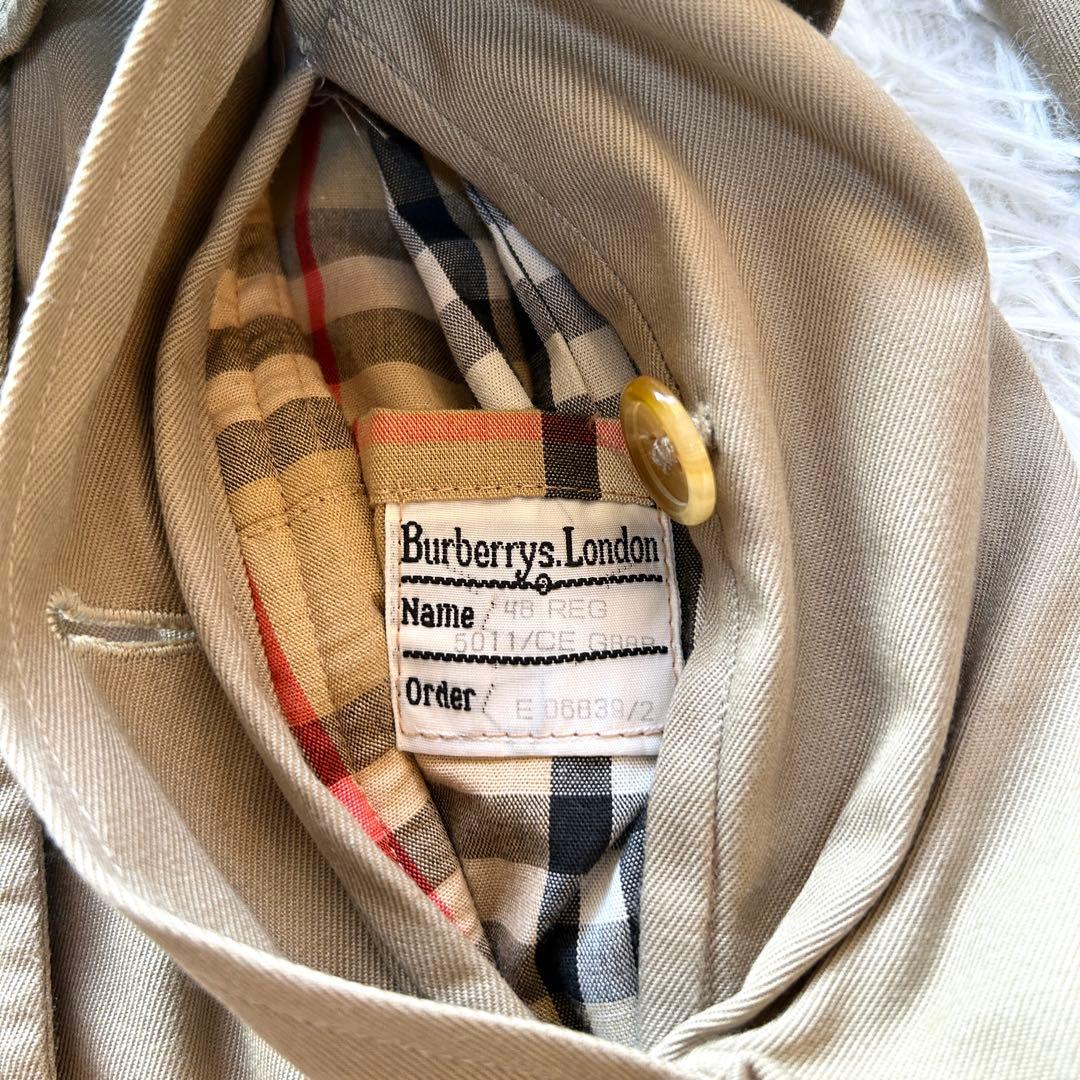 Burberrys.London
Name / 48 REG
5011/CE
Order / E 06839/2